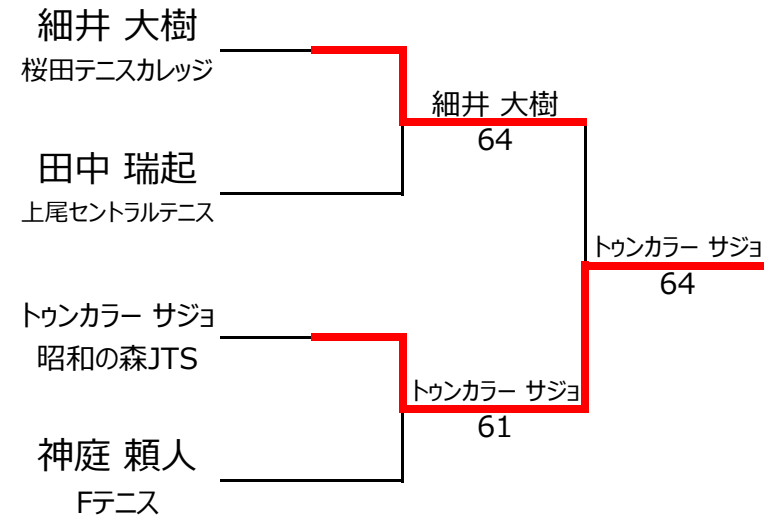 細井 大樹
桜田テニスカレッジ
細井 大樹
64
田中 瑞起
上尾セントラルテニス
トゥンカラー サジョ
64
トゥンカラー サジョ
昭和の森JTS
トゥンカラー サジョ
61
神庭 頼人
Fテニス